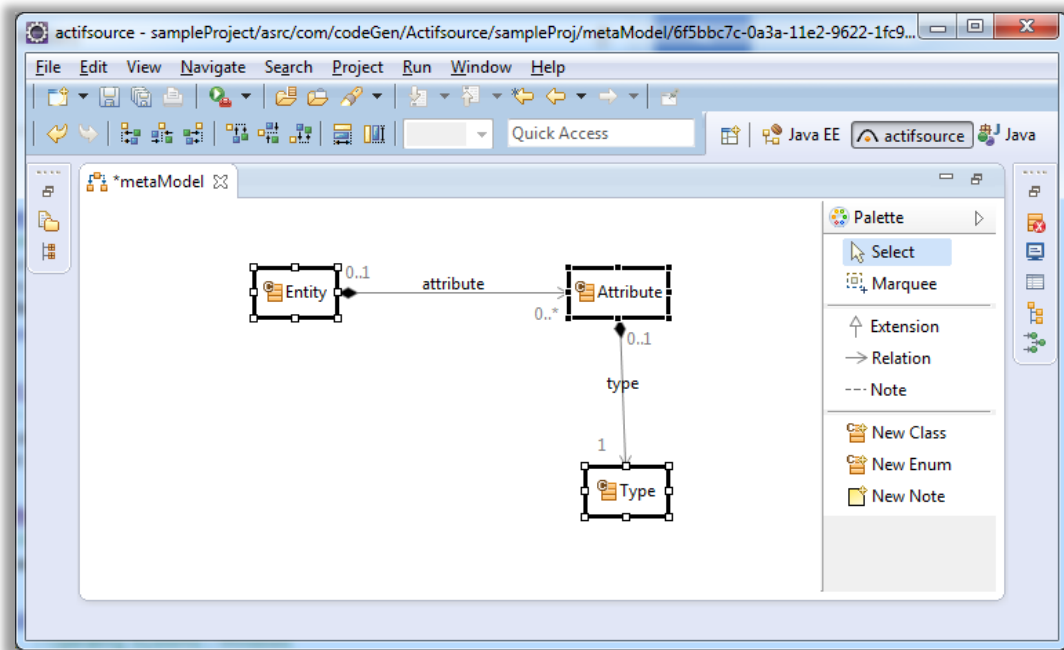 actifsource - sampleProject/asrc/com/codeGen/Actifsource/sampleProj/metaModel/6f5bbc7c-0a3a-11e2-9622-1fc9...
File Edit View Navigate Search Project Run Window Help
Quick Access
Java EE
actifsource
Java
*metaModel
Palette
Select
Marquee
Extension
Relation
Note
New Class
New Enum
New Note
Entity
0..1
attribute
0..*
Attribute
0..1
type
1
Type